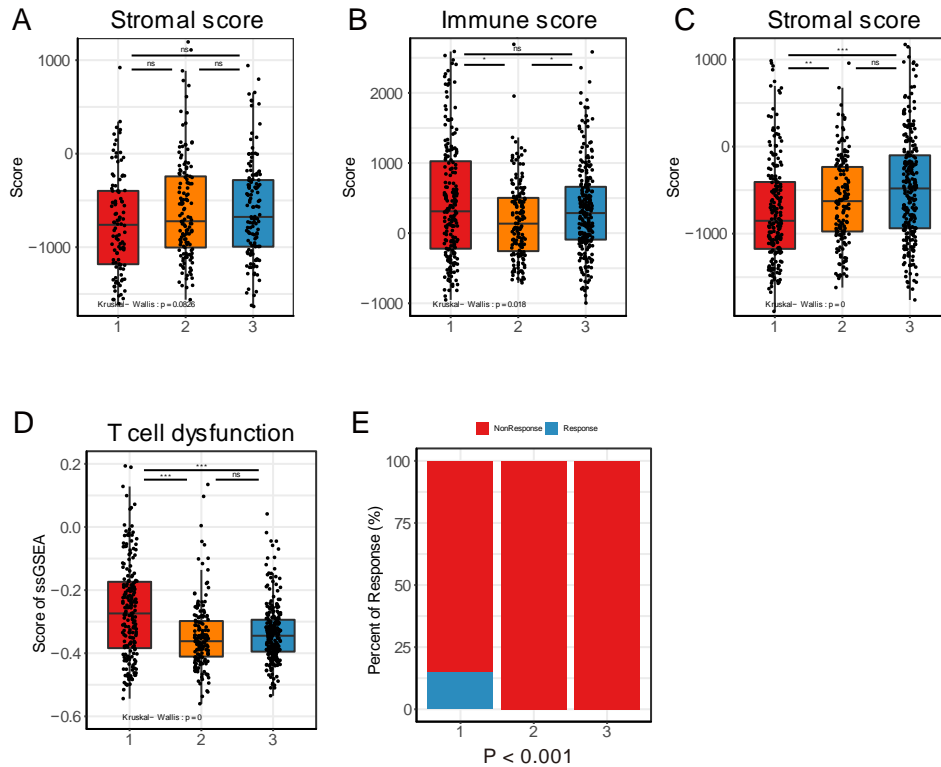 A
Stromal score
ns
ns
ns
1000
0
−1000
Score
Kruskal− Wallis : p = 0.0826
1
2
3
B
Immune score
ns
*
*
2000
1000
0
−1000
Score
Kruskal− Wallis : p = 0.018
1
2
3
C
Stromal score
***
**
ns
1000
0
−1000
Score
Kruskal− Wallis : p = 0
1
2
3
D
T cell dysfunction
***
***
ns
0.2
0.0
−0.2
−0.4
−0.6
Score of ssGSEA
Kruskal− Wallis : p = 0
1
2
3
E
NonResponse
Response
100
75
50
25
0
Percent of Response (%)
1
2
3
P < 0.001